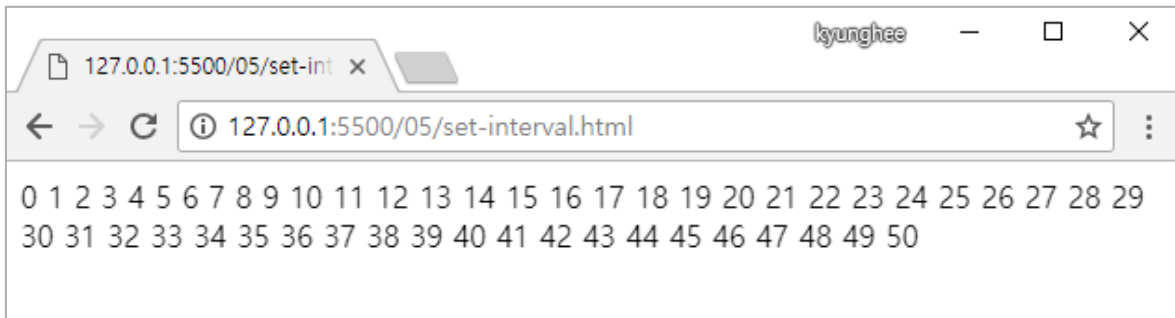 kyunghee
127.0.0.1:5500/05/set-int
127.0.0.1:5500/05/set-interval.html
0 1 2 3 4 5 6 7 8 9 10 11 12 13 14 15 16 17 18 19 20 21 22 23 24 25 26 27 28 29
30 31 32 33 34 35 36 37 38 39 40 41 42 43 44 45 46 47 48 49 50